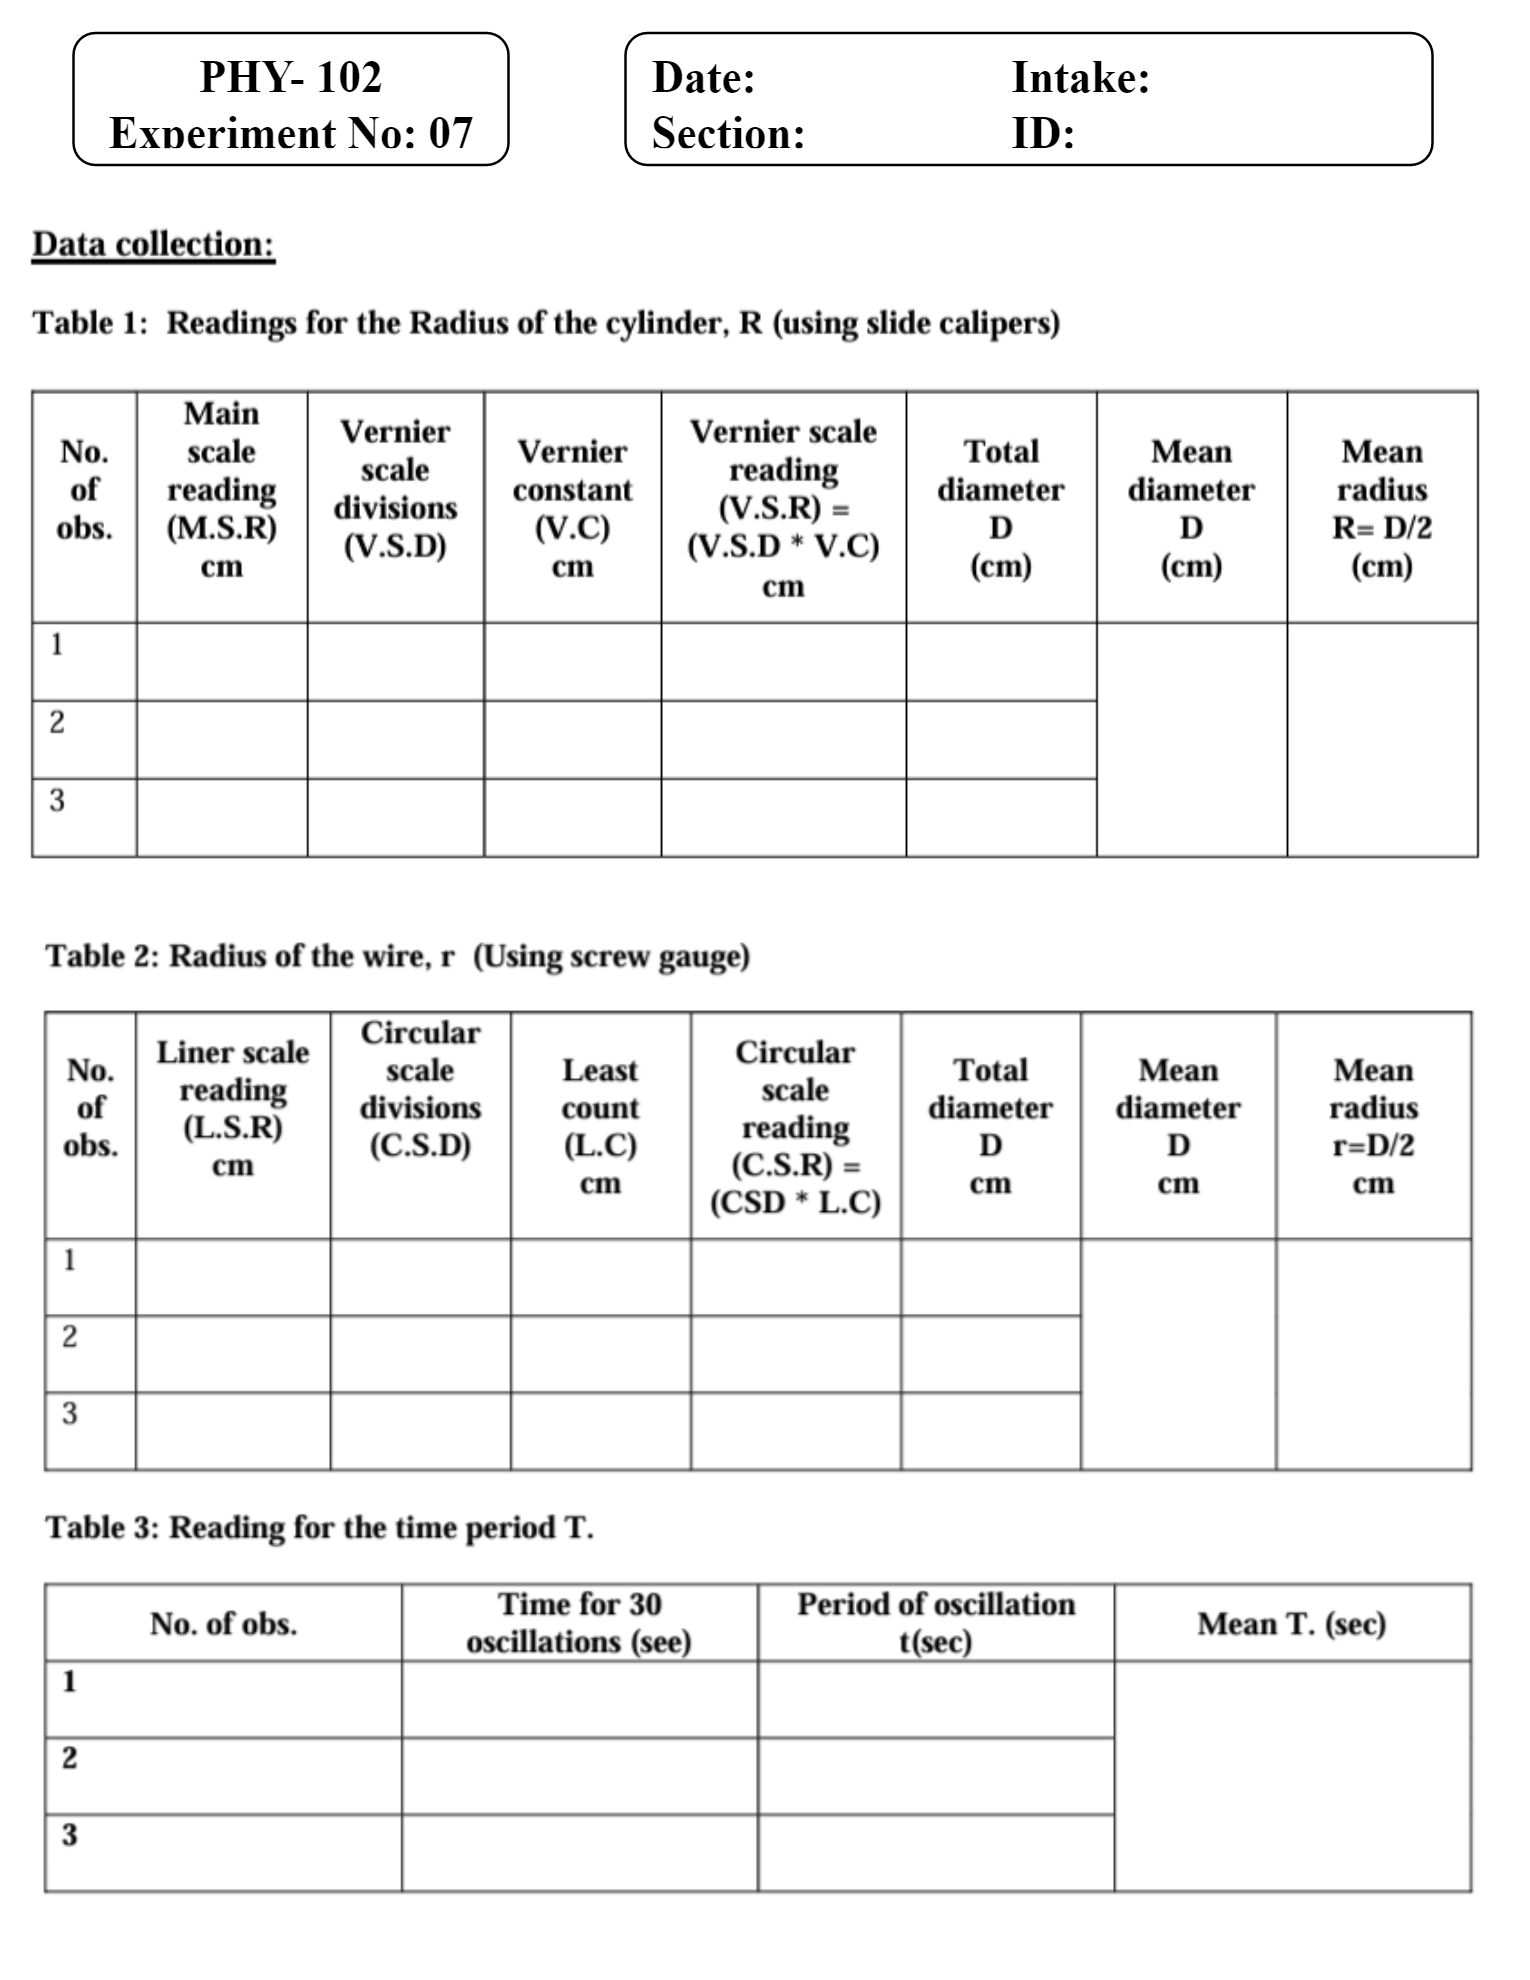 PHY- 102
Experiment No: 07
Date: Intake:
Section: ID:
Data collection:
Table 1: Readings for the Radius of the cylinder, R (using slide calipers)
No.
of
obs.
Main
scale
reading
(M.S.R)
cm
Vernier
scale
divisions
(V.S.D)
Vernier
constant
(V.C)
cm
Vernier scale
reading
(V.S.R) =
(V.S.D * V.C)
cm
Total
diameter
D
(cm)
Mean
diameter
D
(cm)
Mean
radius
R= D/2
(cm)
1
2
3
Table 2: Radius of the wire, r (Using screw gauge)
No.
of
obs.
Liner scale
reading
(L.S.R)
cm
Circular
scale
divisions
(C.S.D)
Least
count
(L.C)
cm
Circular
scale
reading
(C.S.R) =
(CSD * L.C)
Total
diameter
D
cm
Mean
diameter
D
cm
Mean
radius
r=D/2
cm
1
2
3
Table 3: Reading for the time period T.
No. of obs.
Time for 30
oscillations (see)
Period of oscillation
t(sec)
Mean T. (sec)
1
2
3